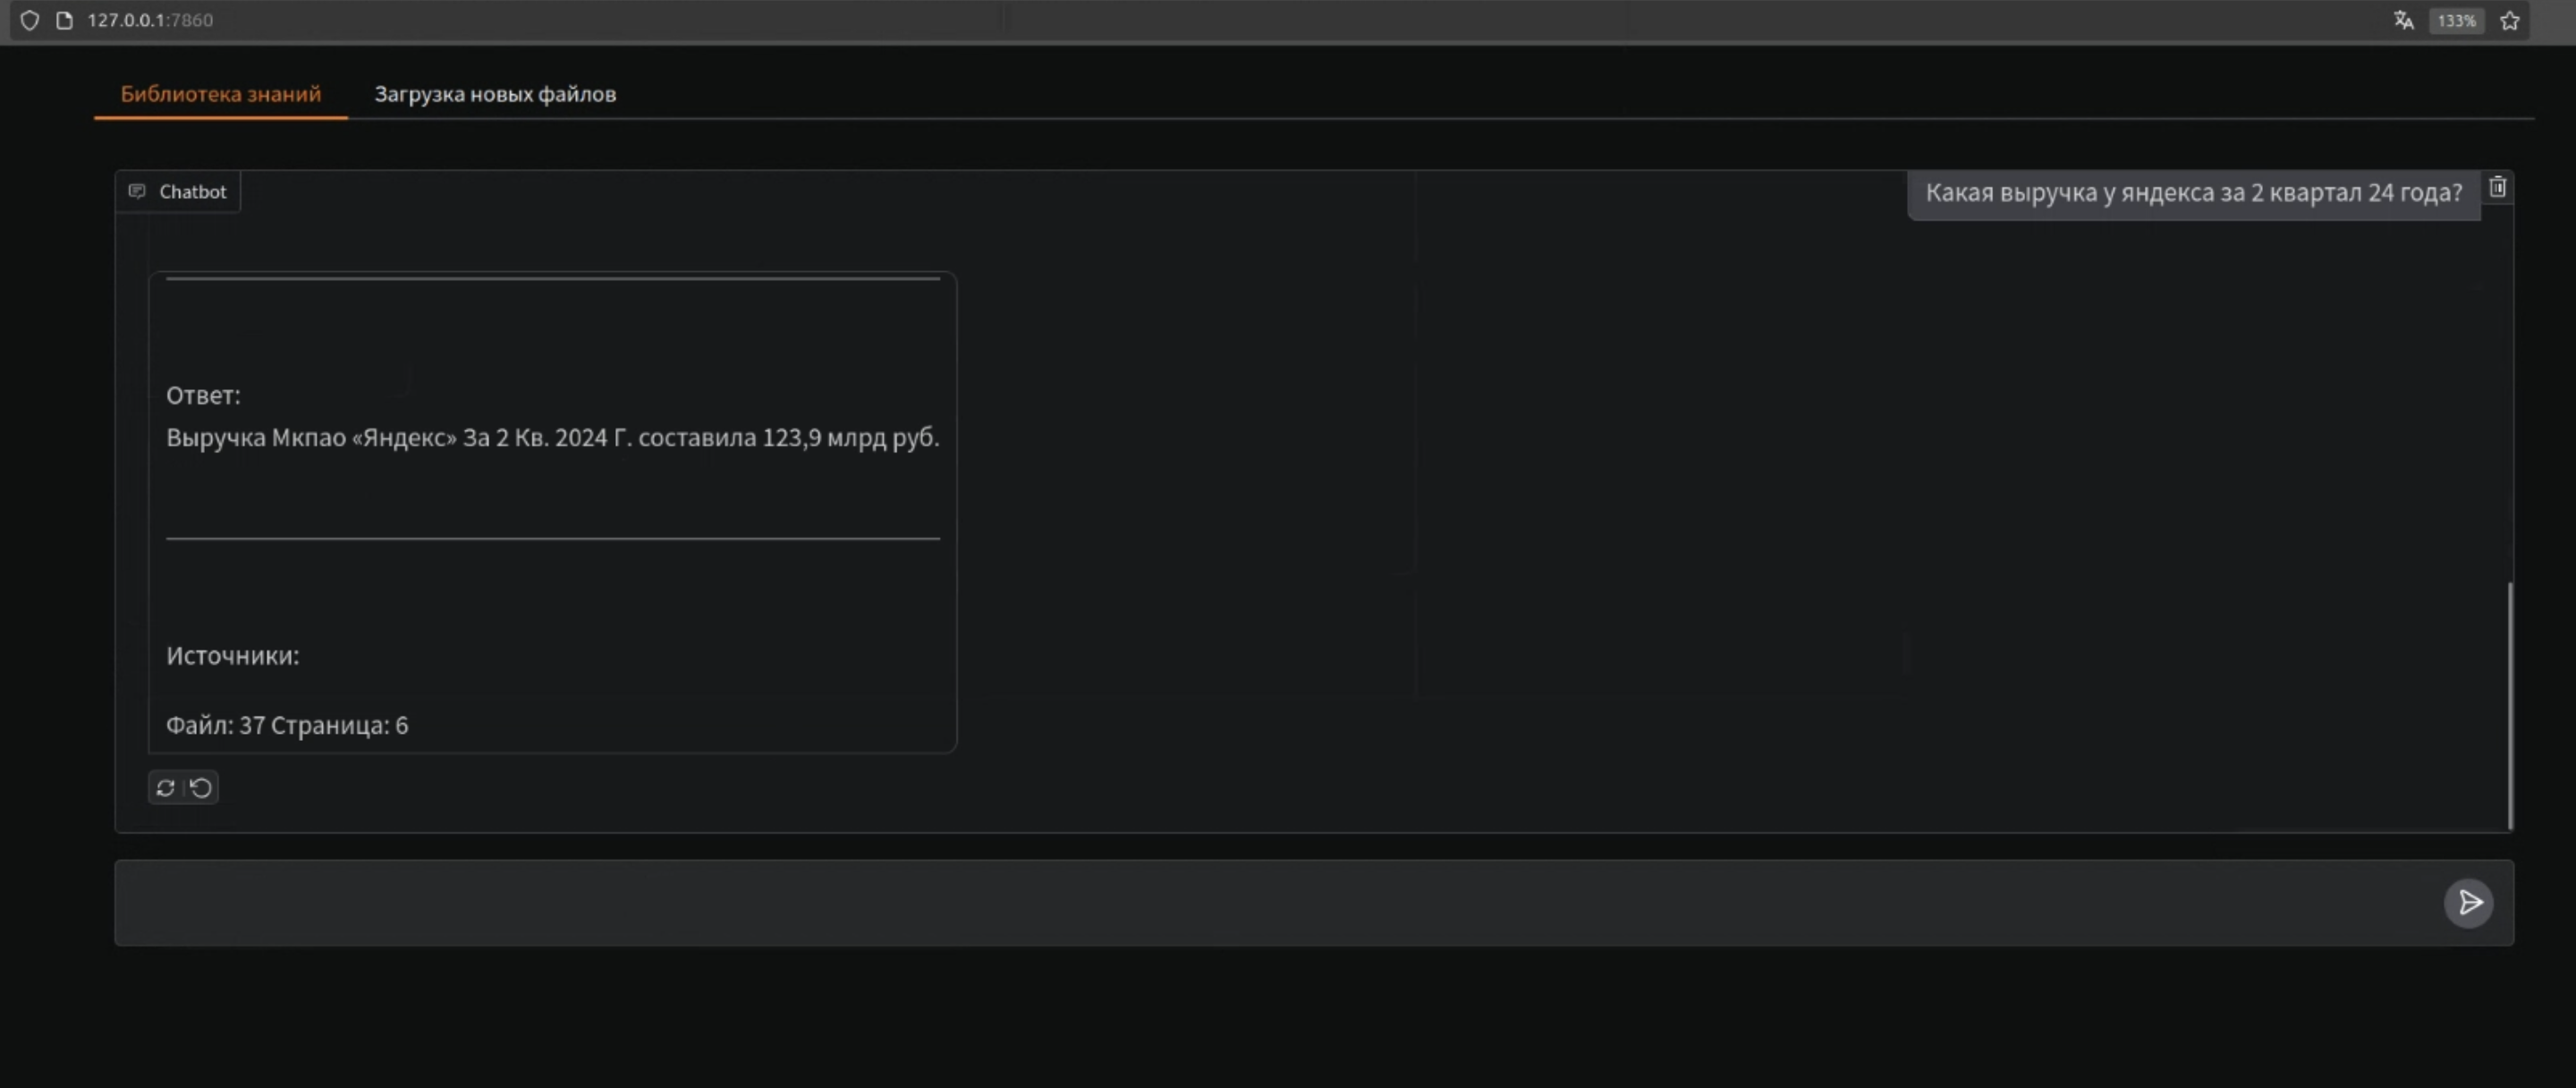 127.0.0.1:7860
133%
Библиотека знаний
Загрузка новых файлов
Chatbot
Какая выручка у яндекса за 2 квартал 24 года?
Ответ:
Выручка Мкпао «Яндекс» За 2 Кв. 2024 Г. составила 123,9 млрд руб.
Источники:
Файл: 37 Страница: 6